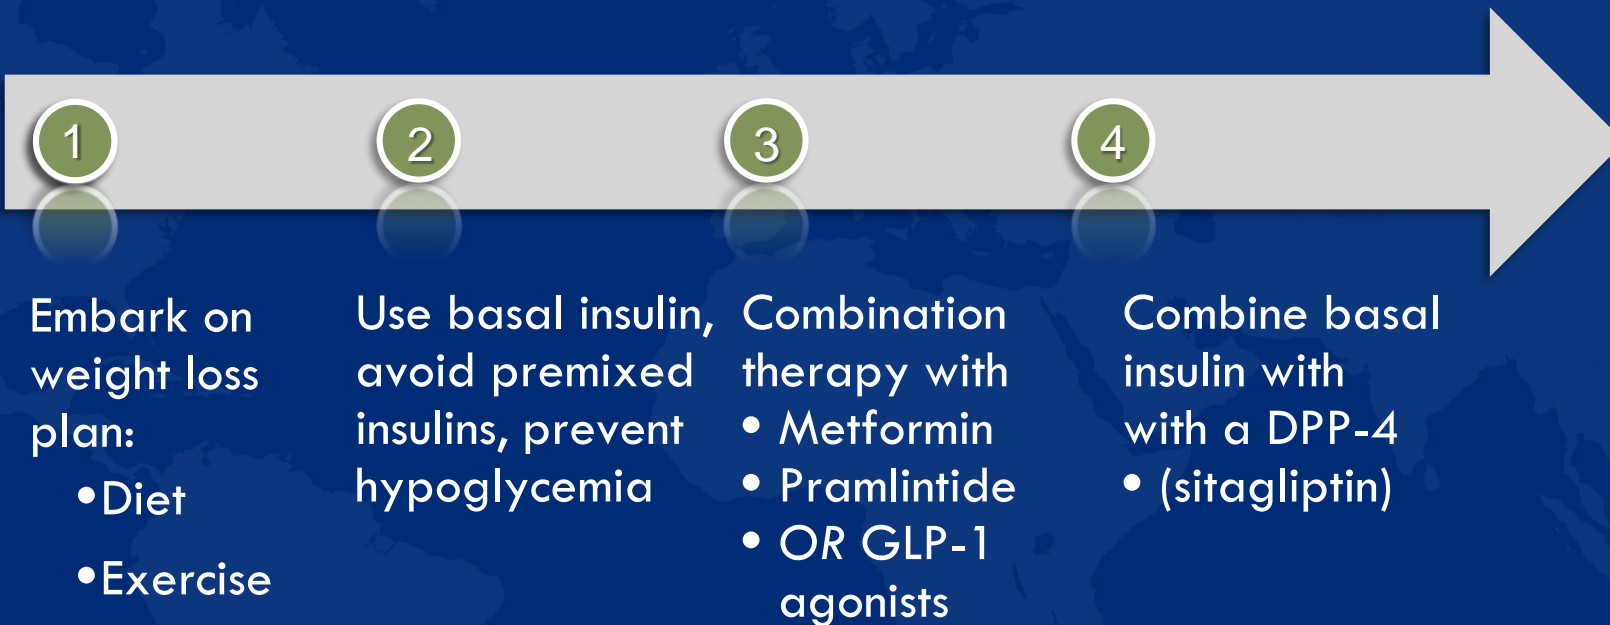 1
2
3
4
Embark on
weight loss
plan:
•Diet
•Exercise
Use basal insulin,
avoid premixed
insulins, prevent
hypoglycemia
Combination
therapy with
• Metformin
• Pramlintide
• OR GLP-1
agonists
Combine basal
insulin with
with a DPP-4
• (sitagliptin)